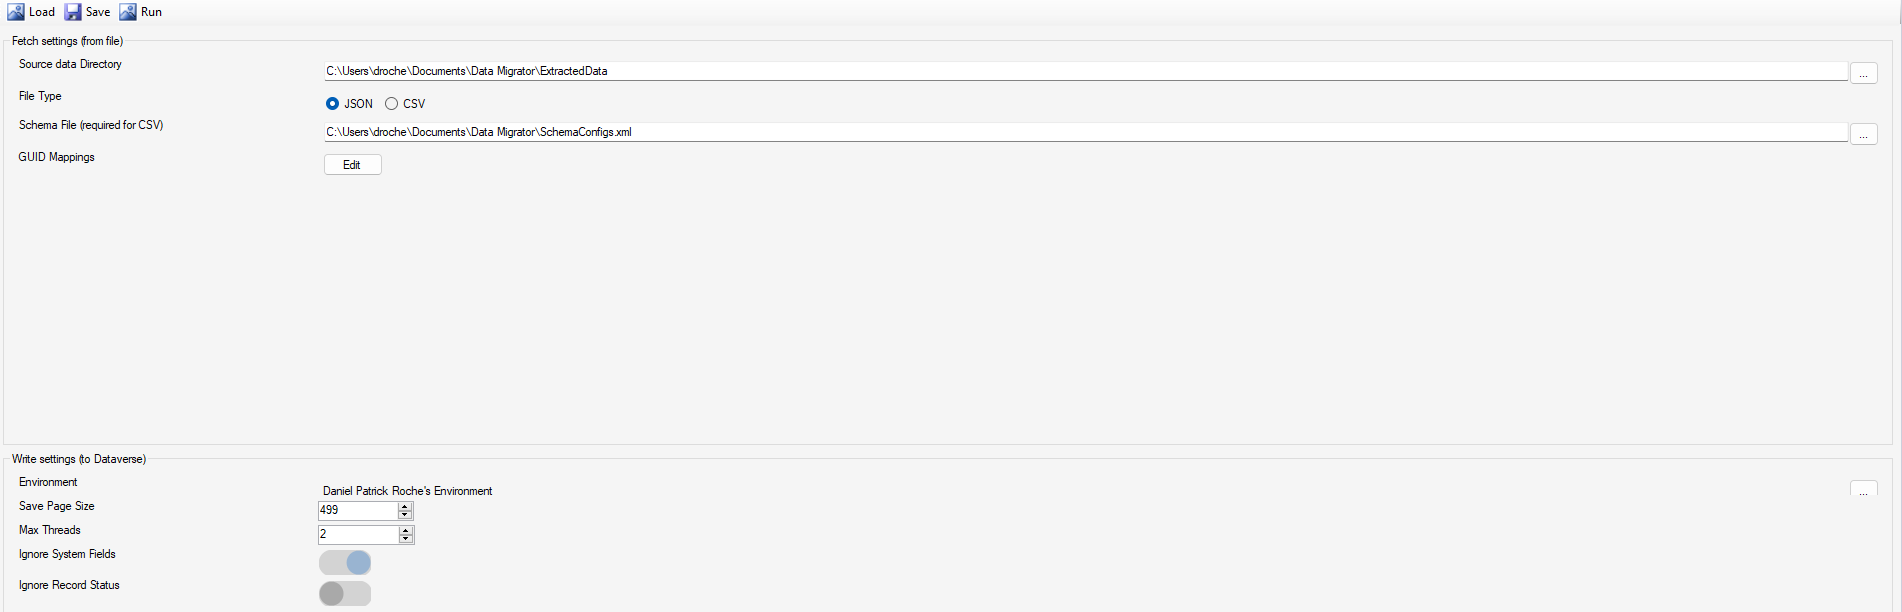 Load Save Run
Fetch settings (from file)
Source data Directory
C:\Users\droche\Documents\Data Migrator\ExtractedData
...
File Type
JSON CSV
Schema File (required for CSV)
C:\Users\droche\Documents\Data Migrator\SchemaConfigs.xml
...
GUID Mappings
Edit
Write settings (to Dataverse)
Environment
Daniel Patrick Roche's Environment
...
Save Page Size
499
Max Threads
2
Ignore System Fields
Ignore Record Status